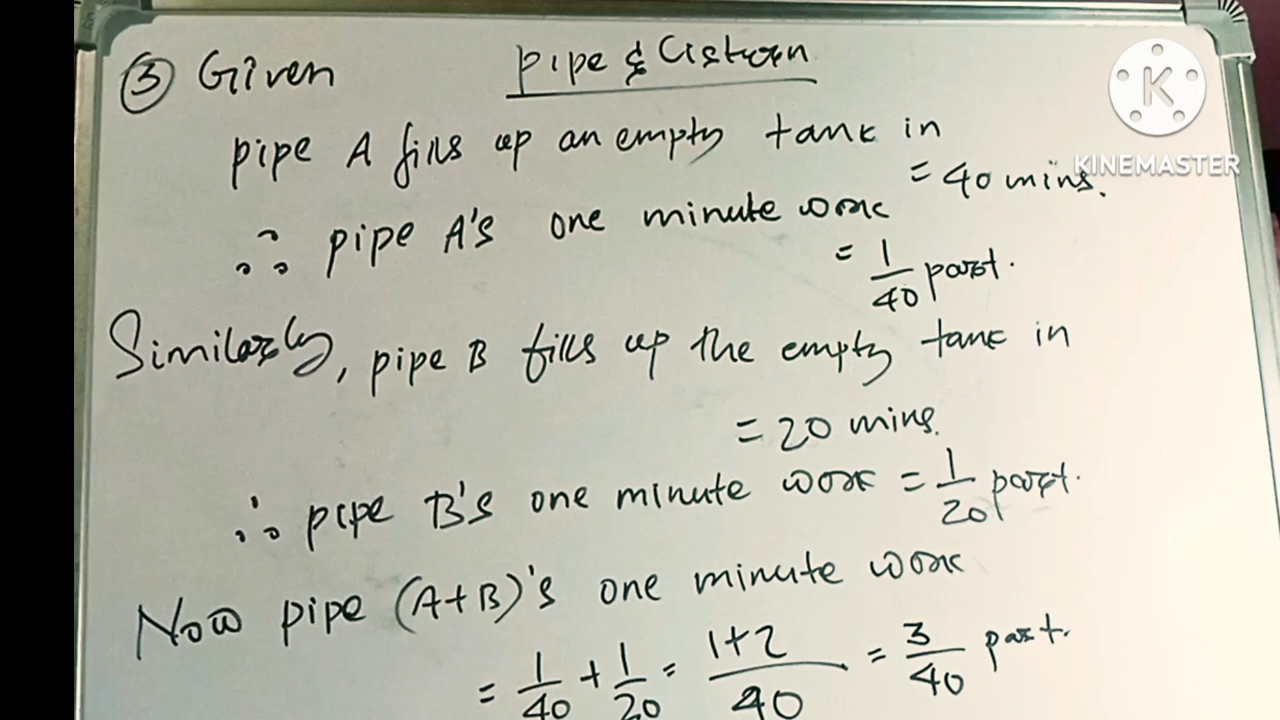 ③ Given Pipe & Cistern
pipe A fills up an empty tank in
= 40 mins.
∴ pipe A's one minute work
= 1/40 part.
Similarly, pipe B fills up the empty tank in
= 20 mins.
∴ pipe B's one minute work = 1/20 part.
Now pipe (A+B)'s one minute work
= 1/40 + 1/20 = 1+2/40 = 3/40 part.
K
KINEMASTER